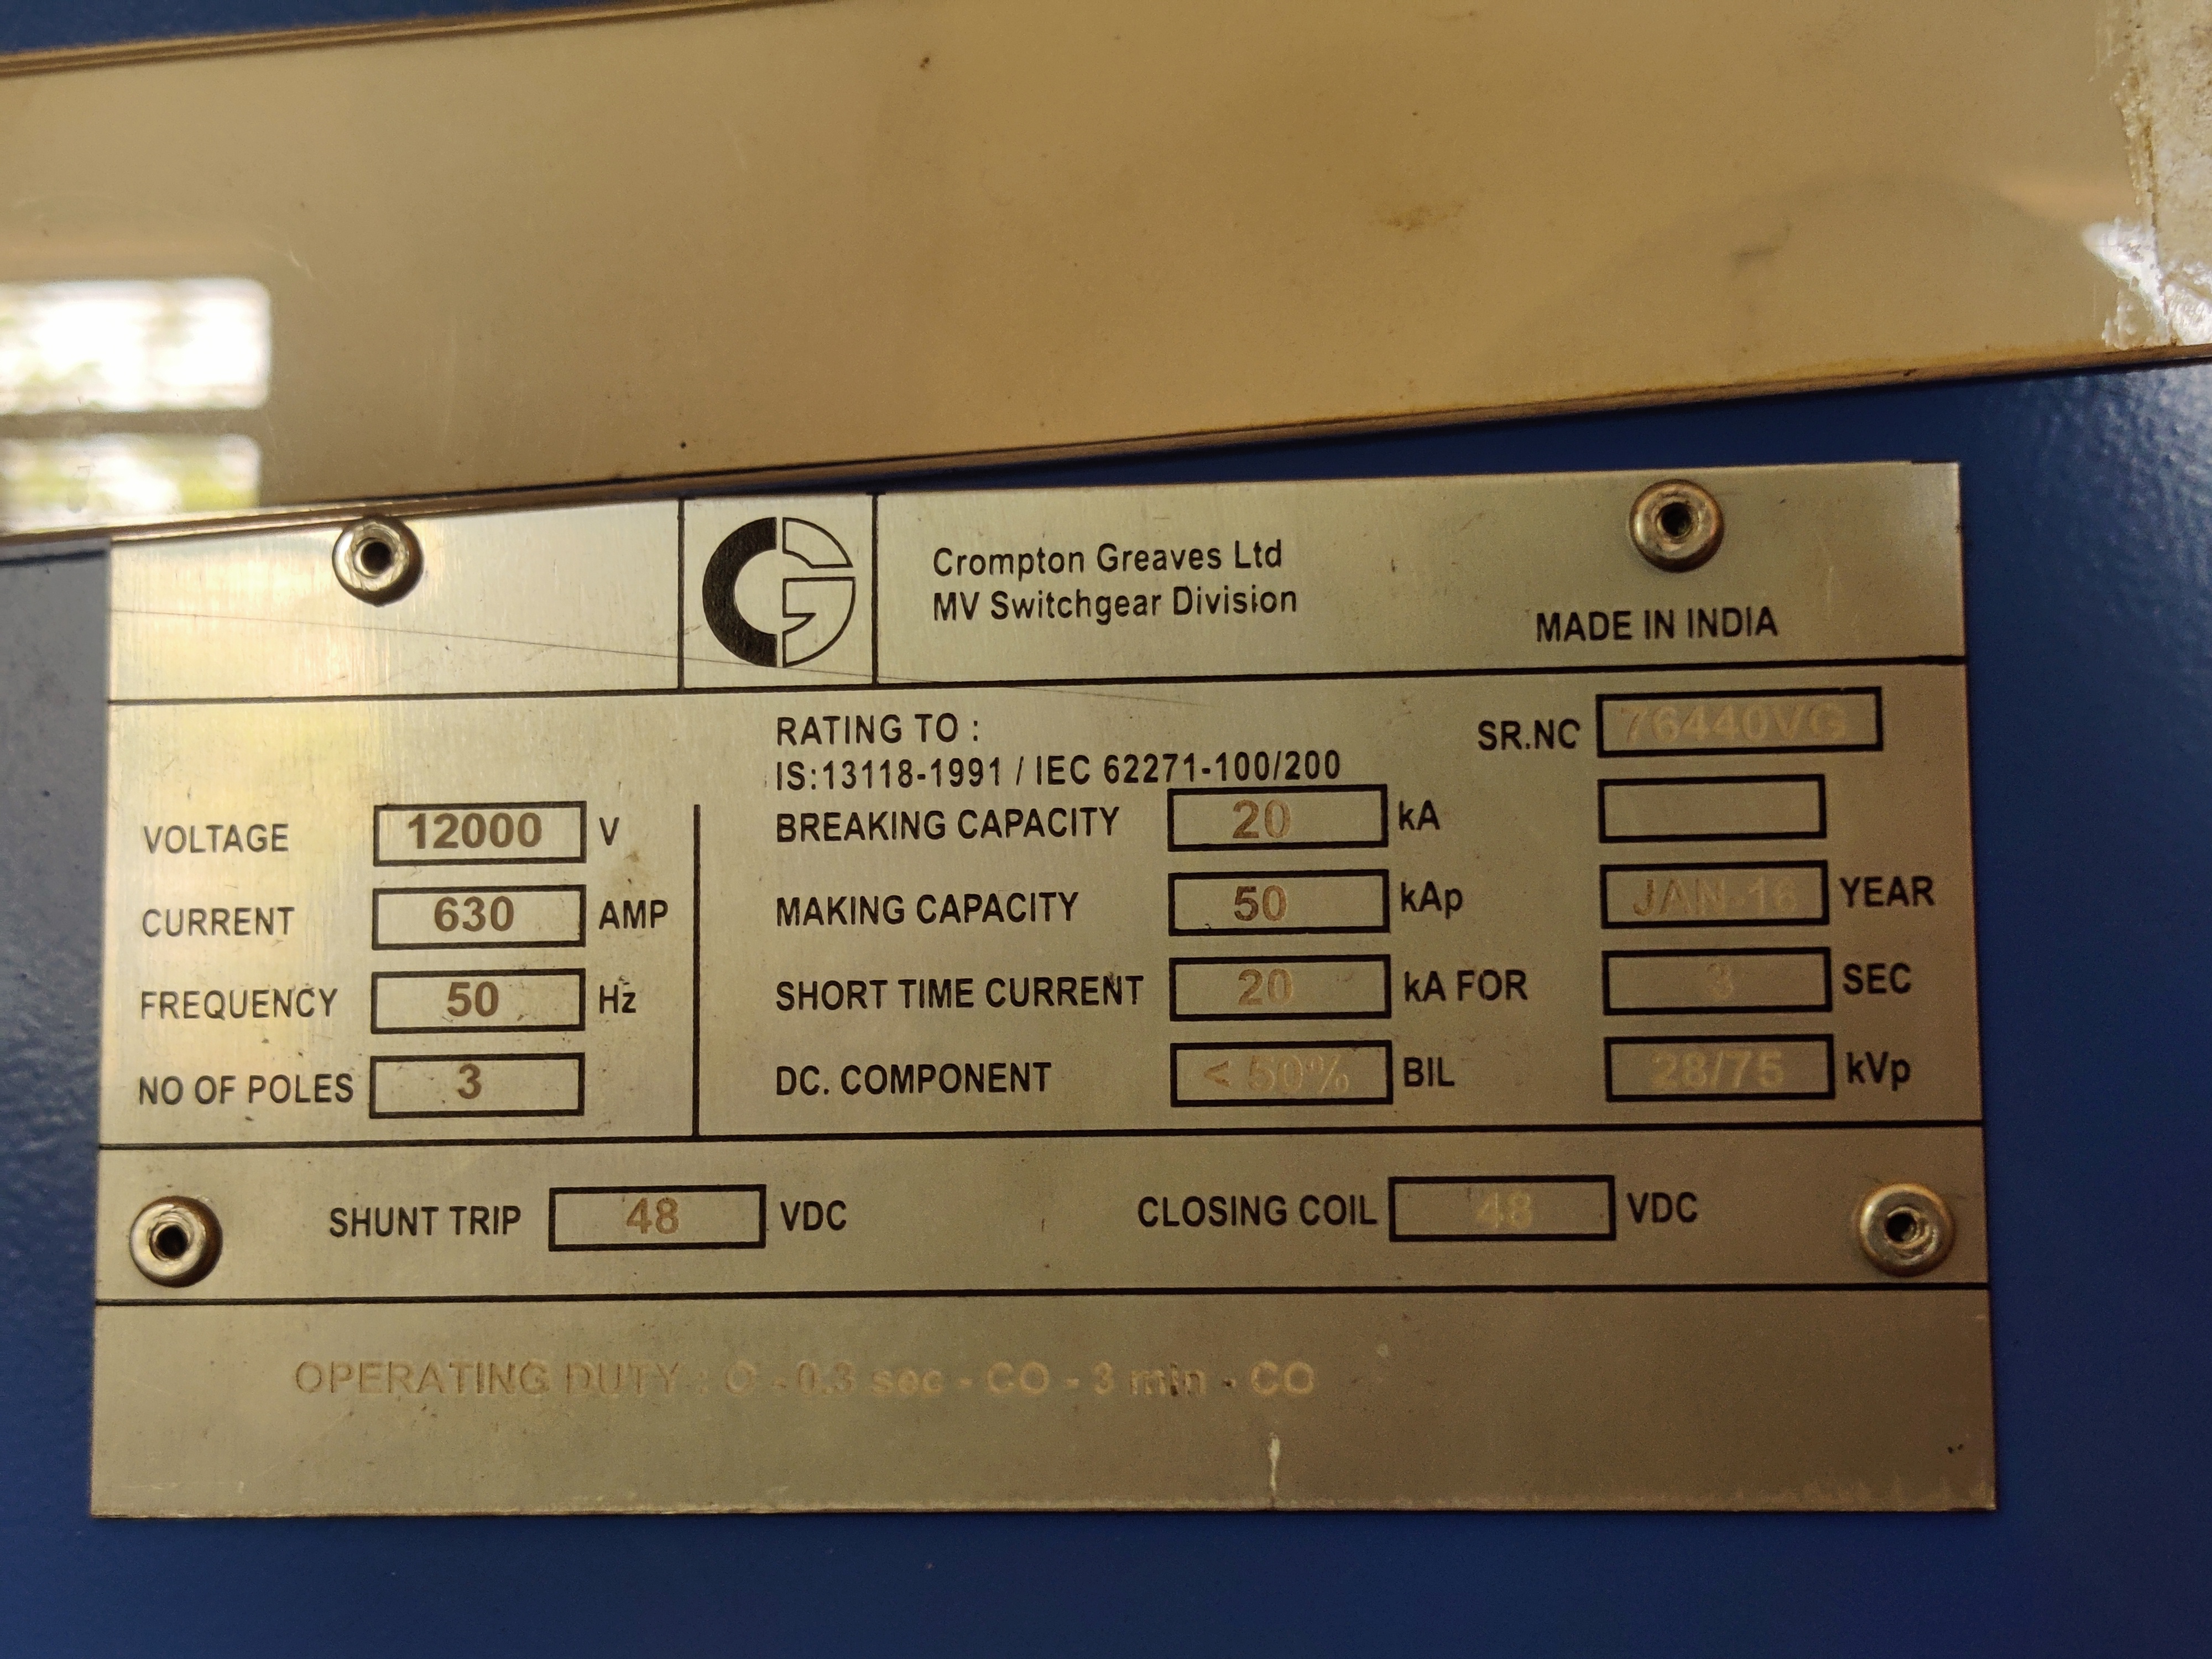 Crompton Greaves Ltd
MV Switchgear Division
MADE IN INDIA
RATING TO :
IS:13118-1991 / IEC 62271-100/200
SR.NO 76440VG
VOLTAGE 12000 V
BREAKING CAPACITY 20 kA
CURRENT 630 AMP
MAKING CAPACITY 50 kAp
JAN-16 YEAR
FREQUENCY 50 Hz
SHORT TIME CURRENT 20 kA FOR 3 SEC
NO OF POLES 3
DC. COMPONENT < 50% BIL 28/75 kVp
SHUNT TRIP 48 VDC
CLOSING COIL 48 VDC
OPERATING DUTY : O - 0.3 sec - CO - 3 min - CO